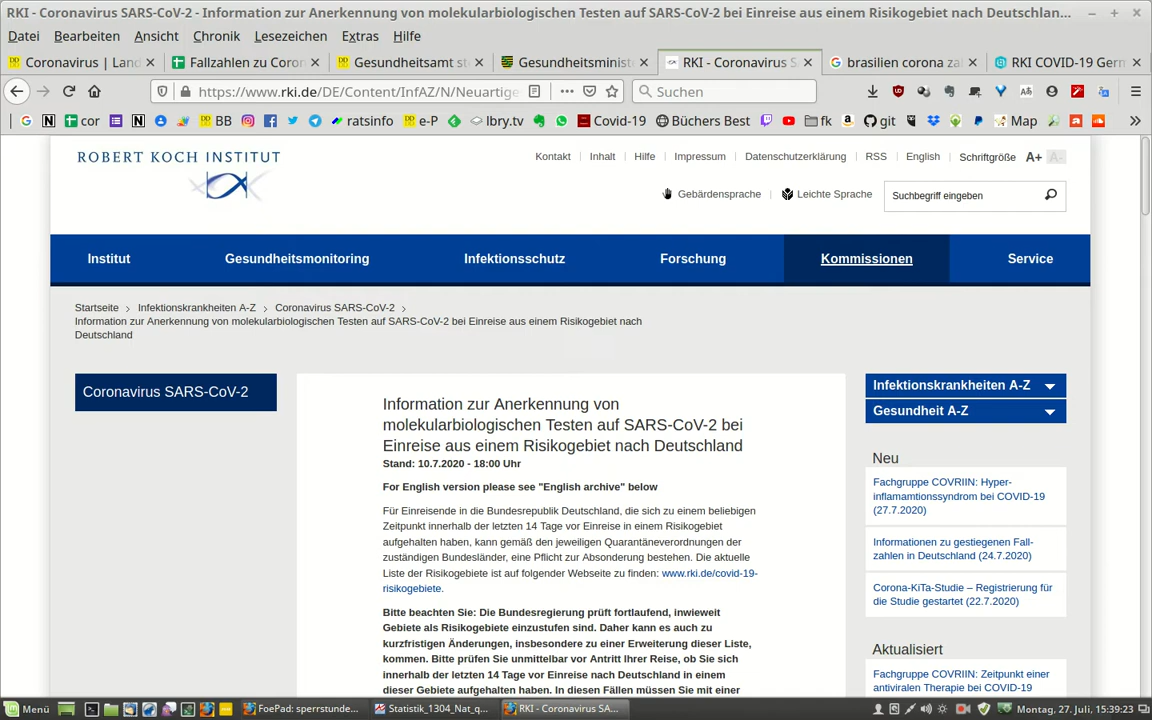 RKI - Coronavirus SARS-CoV-2 - Information zur Anerkennung von molekularbiologischen Testen auf SARS-CoV-2 bei Einreise aus einem Risikogebiet nach Deutschlan...
Datei Bearbeiten Ansicht Chronik Lesezeichen Extras Hilfe
Coronavirus | Land Fallzahlen zu Coron Gesundheitsamt st Gesundheitsminist RKI - Coronavirus S brasilien corona za RKI COVID-19 Gern
https://www.rki.de/DE/Content/InfAZ/N/Neuartige Suchen
cor BB ratsinfo e-P lbry.tv Covid-19 Büchers Best fk git Map
ROBERT KOCH INSTITUT
Kontakt Inhalt Hilfe Impressum Datenschutzerklärung RSS English Schriftgröße A+ A-
Gebärdensprache Leichte Sprache Suchbegriff eingeben
Institut Gesundheitsmonitoring Infektionsschutz Forschung Kommissionen Service
Startseite Infektionskrankheiten A-Z Coronavirus SARS-CoV-2
Information zur Anerkennung von molekularbiologischen Testen auf SARS-CoV-2 bei Einreise aus einem Risikogebiet nach
Deutschland
Coronavirus SARS-CoV-2
Information zur Anerkennung von
molekularbiologischen Testen auf SARS-CoV-2 bei
Einreise aus einem Risikogebiet nach Deutschland
Stand: 10.7.2020 - 18:00 Uhr
For English version please see "English archive" below
Für Einreisende in die Bundesrepublik Deutschland, die sich zu einem beliebigen
Zeitpunkt innerhalb der letzten 14 Tage vor Einreise in einem Risikogebiet
aufgehalten haben, kann gemäß den jeweiligen Quarantäneverordnungen der
zuständigen Bundesländer, eine Pflicht zur Absonderung bestehen. Die aktuelle
Liste der Risikogebiete ist auf folgender Webseite zu finden: www.rki.de/covid-19-
risikogebiete.
Bitte beachten Sie: Die Bundesregierung prüft fortlaufend, inwieweit
Gebiete als Risikogebiete einzustufen sind. Daher kann es auch zu
kurzfristigen Änderungen, insbesondere zu einer Erweiterung dieser Liste,
kommen. Bitte prüfen Sie unmittelbar vor Antritt Ihrer Reise, ob Sie sich
innerhalb der letzten 14 Tage vor Einreise nach Deutschland in einem
dieser Gebiete aufgehalten haben. In diesen Fällen müssen Sie mit einer
Infektionskrankheiten A-Z
Gesundheit A-Z
Neu
Fachgruppe COVRIIN: Hyper-
inflamamtionssyndrom bei COVID-19
(27.7.2020)
Informationen zu gestiegenen Fall-
zahlen in Deutschland (24.7.2020)
Corona-KiTa-Studie – Registrierung für
die Studie gestartet (22.7.2020)
Aktualisiert
Fachgruppe COVRIIN: Zeitpunkt einer
antiviralen Therapie bei COVID-19
Menü FoePad: sperrstunde... Statistik_1304_Nat_q... RKI - Coronavirus SA... Montag, 27. Juli, 15:39:23